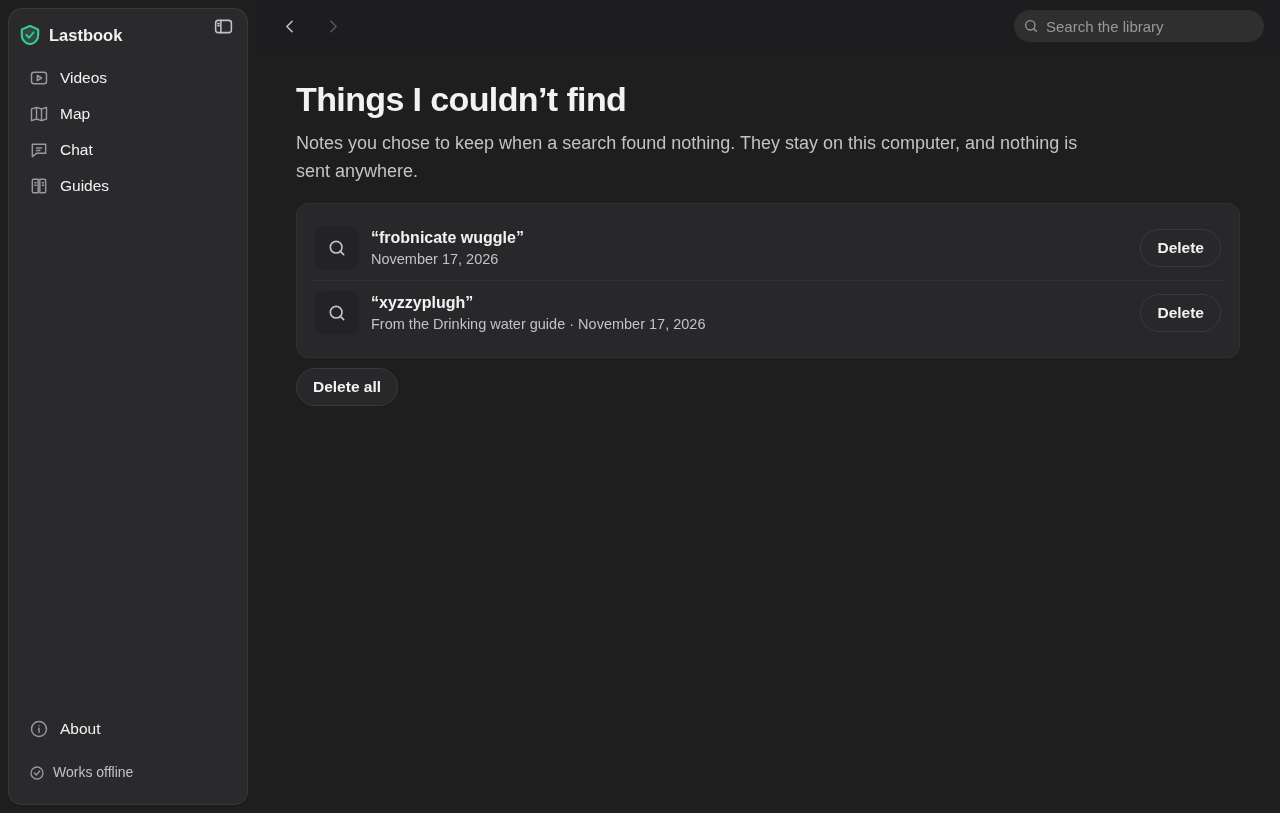 Lastbook
Search the library
Videos
Map
Chat
Guides
Things I couldn’t find
Notes you chose to keep when a search found nothing. They stay on this computer, and nothing is
sent anywhere.
“frobnicate wuggle”
November 17, 2026
Delete
“xyzzyplugh”
From the Drinking water guide · November 17, 2026
Delete
Delete all
About
Works offline